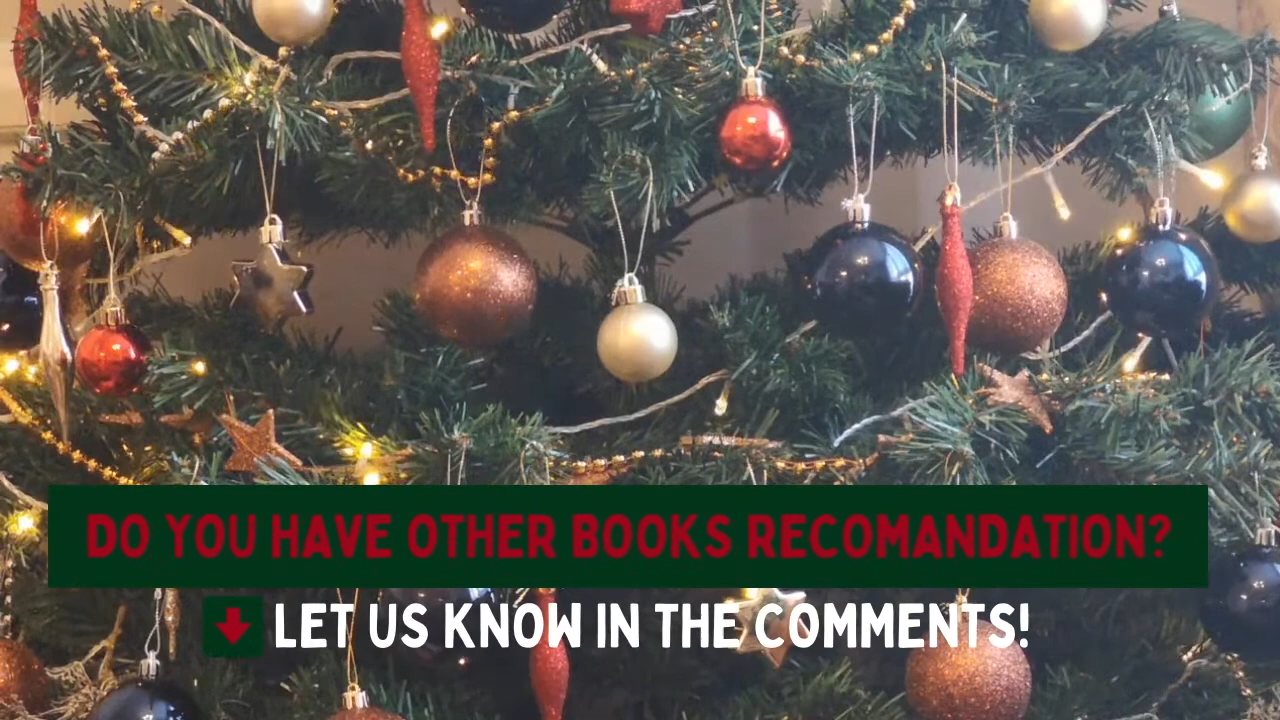 DO YOU HAVE OTHER BOOKS RECOMANDATION?
LET US KNOW IN THE COMMENTS!